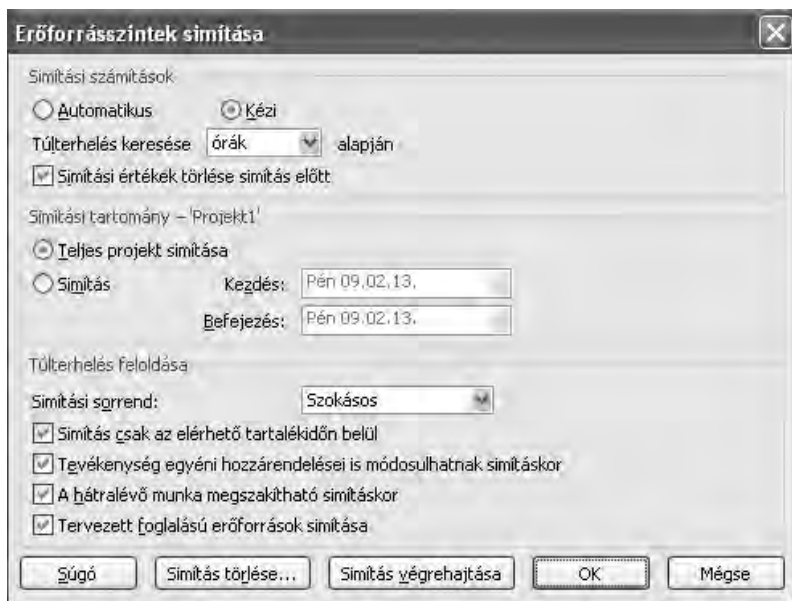 Erőforrásszintek simítása
Simítási számítások
Automatikus Kézi
Túlterhelés keresése órák alapján
Simítási értékek törlése simítás előtt
Simítási tartomány – 'Projekt1'
Teljes projekt simítása
Simítás Kezdés: Pén 09.02.13.
Befejezés: Pén 09.02.13.
Túlterhelés feloldása
Simítási sorrend: Szokásos
Simítás csak az elérhető tartalékidőn belül
Tevékenység egyéni hozzárendelései is módosulhatnak simításkor
A hátralévő munka megszakítható simításkor
Tervezett foglalású erőforrások simítása
Súgó Simítás törlése... Simítás végrehajtása OK Mégse